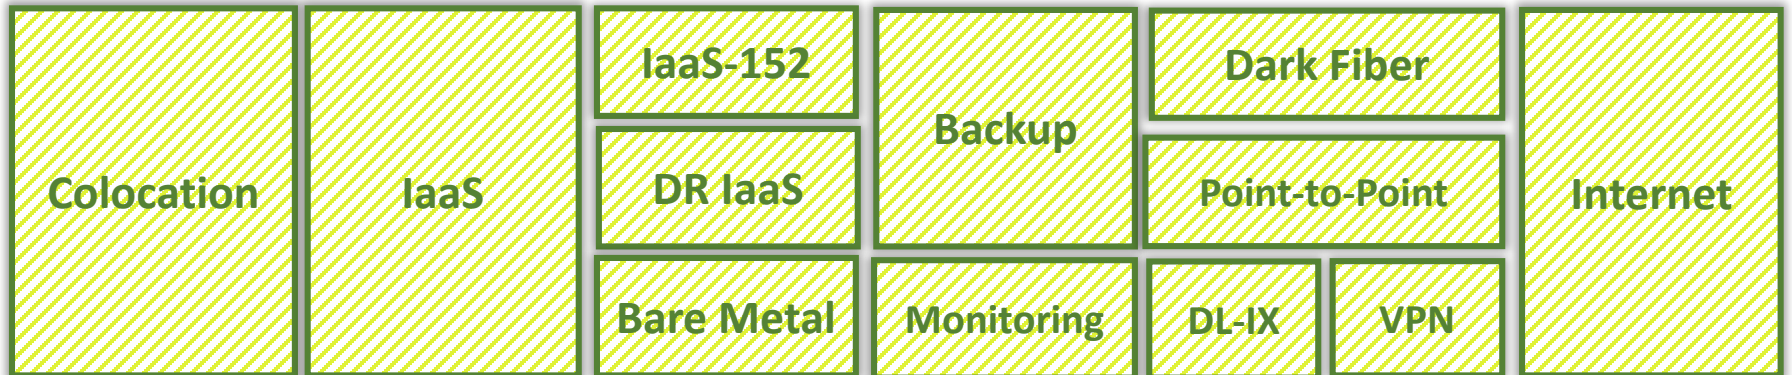 Colocation
IaaS
IaaS-152
DR IaaS
Bare Metal
Backup
Monitoring
Dark Fiber
Point-to-Point
DL-IX
VPN
Internet